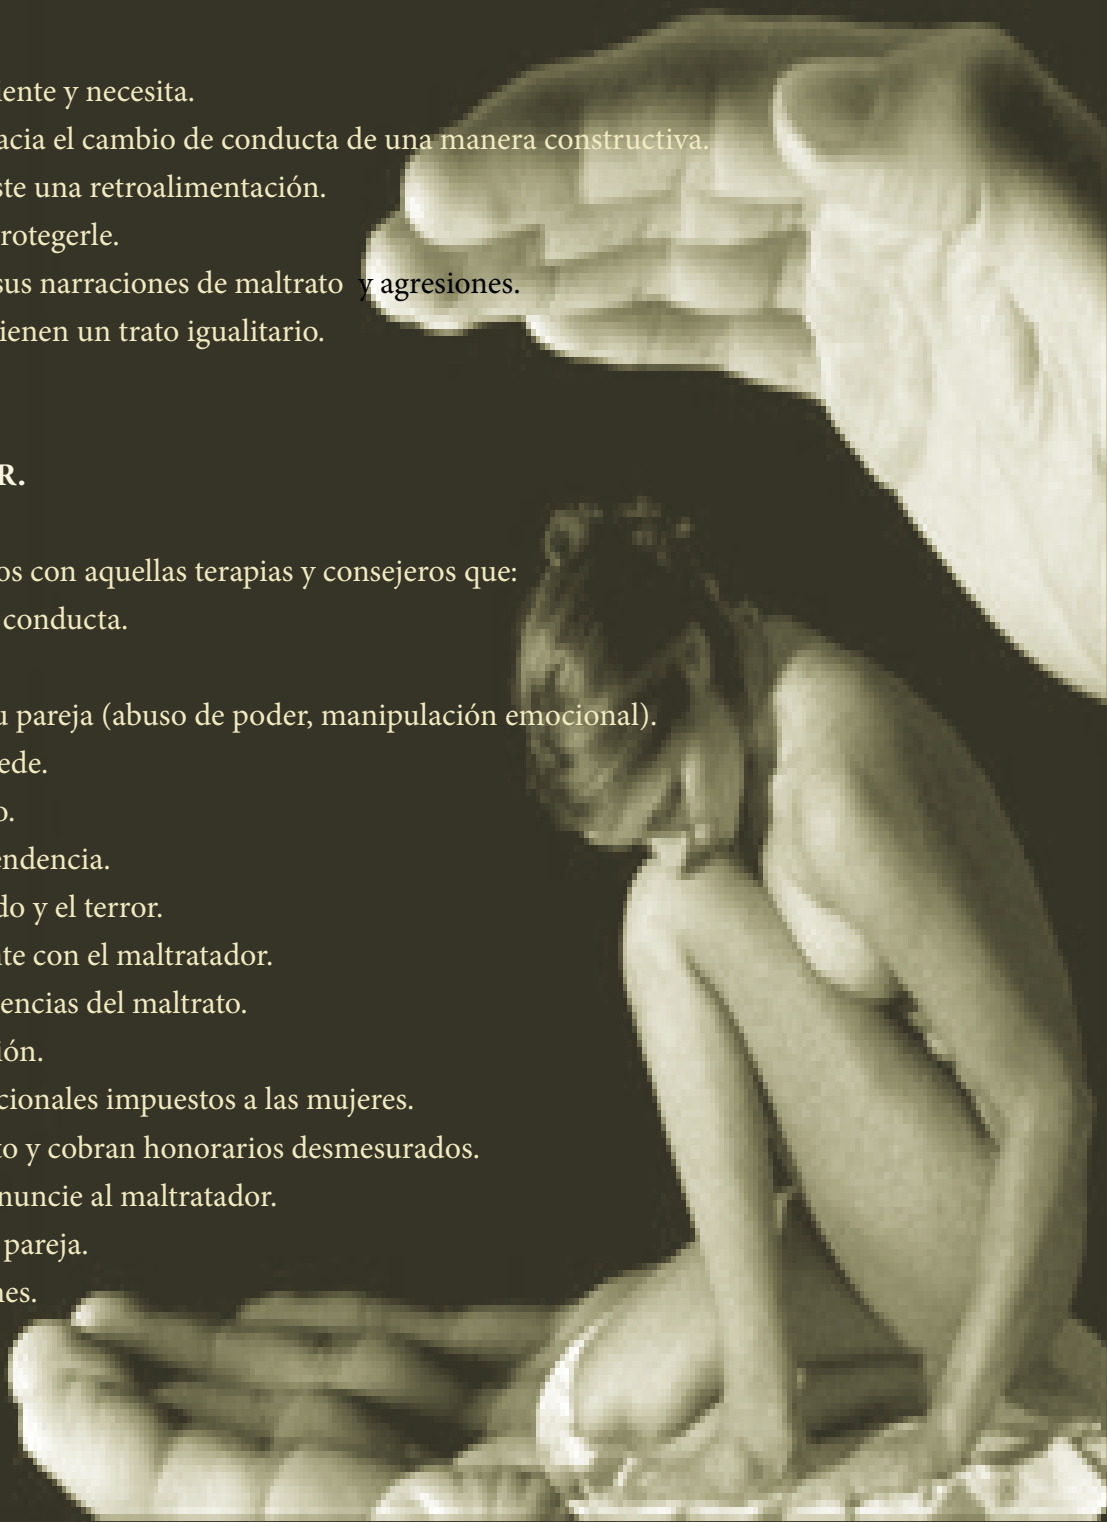 iente y necesita.
acia el cambio de conducta de una manera constructiva.
ste una retroalimentación.
rotegerle.
sus narraciones de maltrato y agresiones.
ienen un trato igualitario.
R.
os con aquellas terapias y consejeros que:
conducta.
u pareja (abuso de poder, manipulación emocional).
ede.
o.
endencia.
do y el terror.
te con el maltratador.
encias del maltrato.
ión.
cionales impuestos a las mujeres.
to y cobran honorarios desmesurados.
nuncie al maltratador.
pareja.
nes.